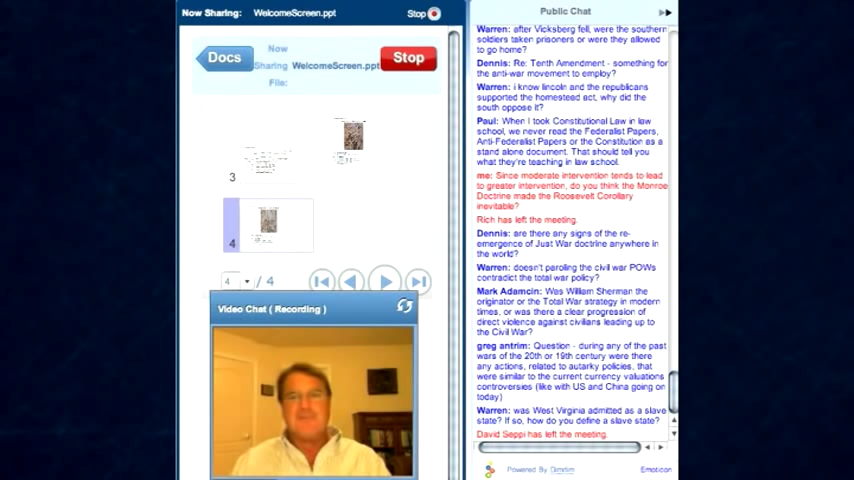 Now Sharing: WelcomeScreen.ppt Stop
Docs
Now
Sharing WelcomeScreen.ppt
File:
Stop
3
4
4 / 4
Video Chat ( Recording )
Public Chat
Warren: after Vicksberg fell, were the southern
soldiers taken prisoners or were they allowed
to go home?
Dennis: Re: Tenth Amendment - something for
the anti-war movement to employ?
Warren: i know lincoln and the republicans
supported the homestead act, why did the
south oppose it?
Paul: When I took Constitutional Law in law
school, we never read the Federalist Papers,
Anti-Federalist Papers or the Constitution as a
stand alone document. That should tell you
what they're teaching in law school.
me: Since moderate intervention tends to lead
to greater intervention, do you think the Monroe
Doctrine made the Roosevelt Corollary
inevitable?
Rich has left the meeting.
Dennis: are there any signs of the re-
emergence of Just War doctrine anywhere in
the world?
Warren: doesn't paroling the civil war POWs
contradict the total war policy?
Mark Adamcin: Was William Sherman the
originator or the Total War strategy in modern
times, or was there a clear progression of
direct violence against civilians leading up to
the Civil War?
greg antrim: Question - during any of the past
wars of the 20th or 19th century were there
any actions, related to autarky policies, that
were similar to the current currency valuations
controversies (like with US and China going on
today)
Warren: was West Virginia admitted as a slave
state? If so, how do you define a slave state?
David Seppi has left the meeting.
Powered By Dimdim
Emoticon